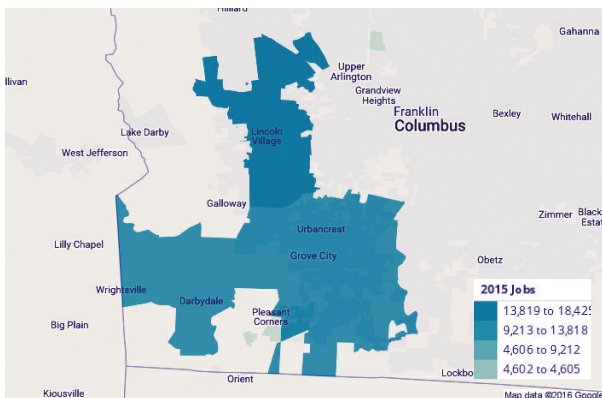 Hilliard
Gahanna
Upper
Arlington
Grandview
Heights
llivan
Franklin
Columbus
Bexley
Whitehall
Lake Darby
Lincoln
Village
West Jefferson
Galloway
Zimmer
Black
Estat
Urbancrest
Lilly Chapel
Grove City
Obetz
Wrightsville
Darbydale
Pleasant
Corners
Big Plain
Orient
Lockbo
Kiousville
2015 Jobs
13,819 to 18,425
9,213 to 13,818
4,606 to 9,212
4,602 to 4,605
Map data ©2016 Google